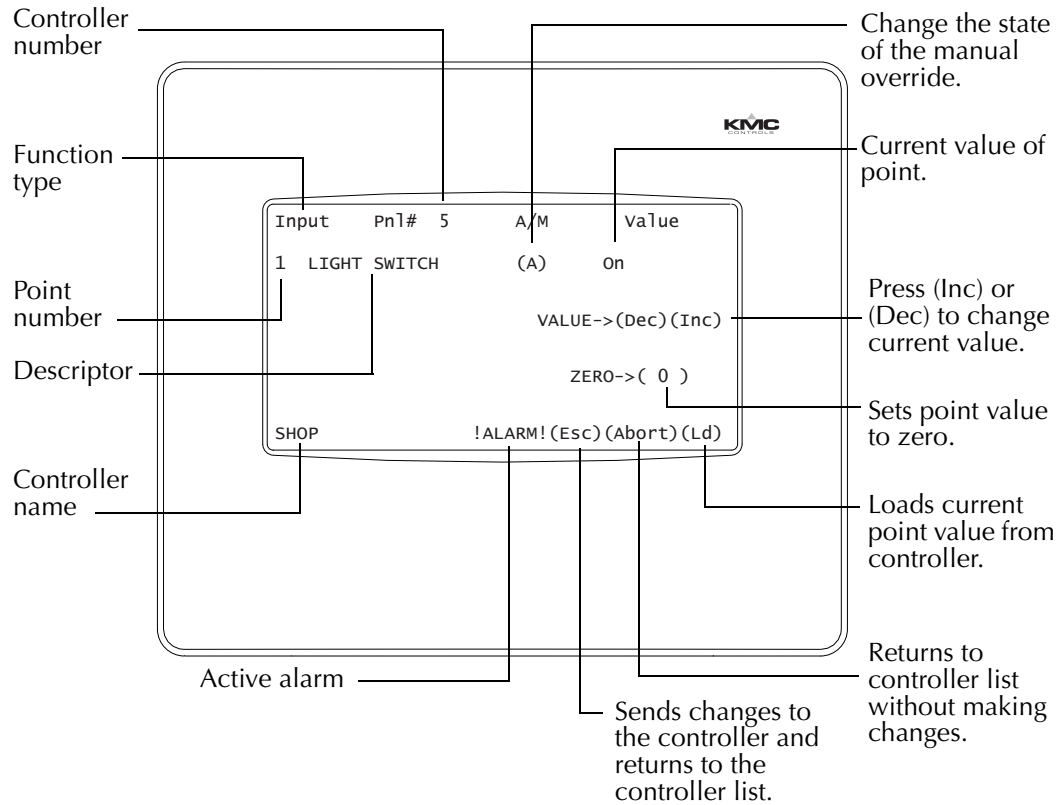 Controller
number
Change the state
of the manual
override.
KMC
CONTROLS
Function
type
Current value of
point.
Input Pnl# 5 A/M Value
1 LIGHT SWITCH (A) On
Point
number
Press (Inc) or
(Dec) to change
current value.
VALUE->(Dec)(Inc)
Descriptor
ZERO->( 0 )
Sets point value
to zero.
SHOP !ALARM!(Esc)(Abort)(Ld)
Controller
name
Loads current
point value from
controller.
Active alarm
Returns to
controller list
without making
changes.
Sends changes to
the controller and
returns to the
controller list.